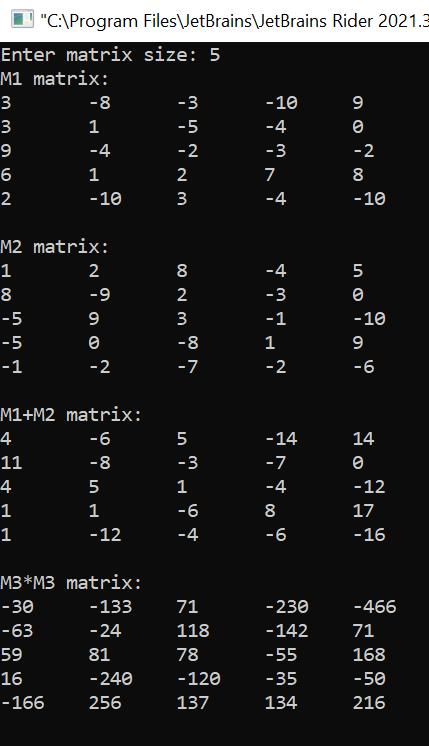 "C:\Program Files\JetBrains\JetBrains Rider 2021.3
Enter matrix size: 5
M1 matrix:
3 -8 -3 -10 9
3 1 -5 -4 0
9 -4 -2 -3 -2
6 1 2 7 8
2 -10 3 -4 -10
M2 matrix:
1 2 8 -4 5
8 -9 2 -3 0
-5 9 3 -1 -10
-5 0 -8 1 9
-1 -2 -7 -2 -6
M1+M2 matrix:
4 -6 5 -14 14
11 -8 -3 -7 0
4 5 1 -4 -12
1 1 -6 8 17
1 -12 -4 -6 -16
M3*M3 matrix:
-30 -133 71 -230 -466
-63 -24 118 -142 71
59 81 78 -55 168
16 -240 -120 -35 -50
-166 256 137 134 216